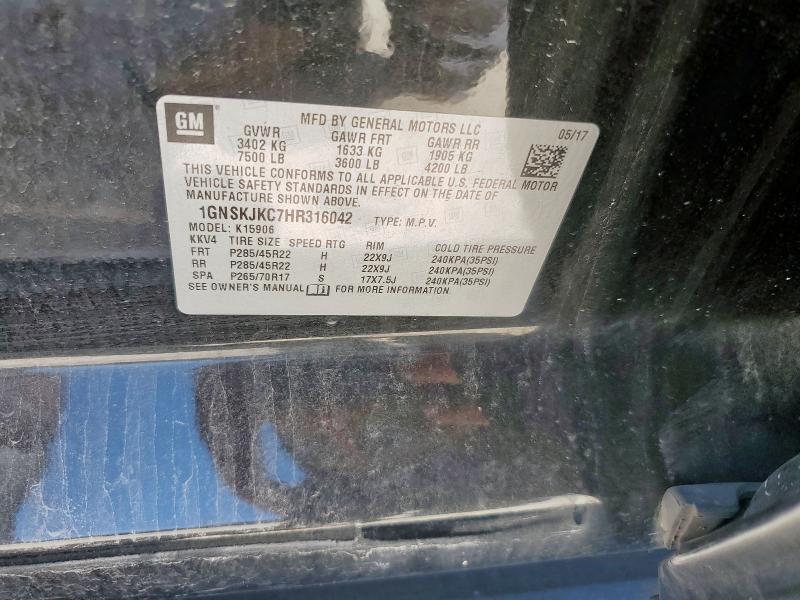 GM
MFD BY GENERAL MOTORS LLC 05/17
GVWR GAWR FRT GAWR RR
3402 KG 1633 KG 1905 KG
7500 LB 3600 LB 4200 LB
THIS VEHICLE CONFORMS TO ALL APPLICABLE U.S. FEDERAL MOTOR
VEHICLE SAFETY STANDARDS IN EFFECT ON THE DATE OF
MANUFACTURE SHOWN ABOVE.
1GNSKJKC7HR316042 TYPE: M.P.V.
MODEL: K15906
KKV4 TIRE SIZE SPEED RTG RIM COLD TIRE PRESSURE
FRT P285/45R22 H 22X9J 240KPA(35PSI)
RR P285/45R22 H 22X9J 240KPA(35PSI)
SPA P265/70R17 S 17X7.5J 240KPA(35PSI)
SEE OWNER'S MANUAL FOR MORE INFORMATION.